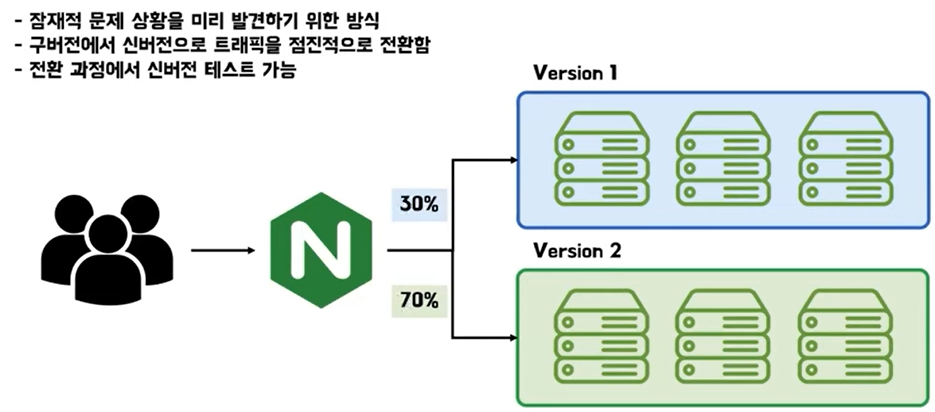 - 잠재적 문제 상황을 미리 발견하기 위한 방식
- 구버전에서 신버전으로 트래픽을 점진적으로 전환함
- 전환 과정에서 신버전 테스트 가능
Version 1
30%
N
Version 2
70%